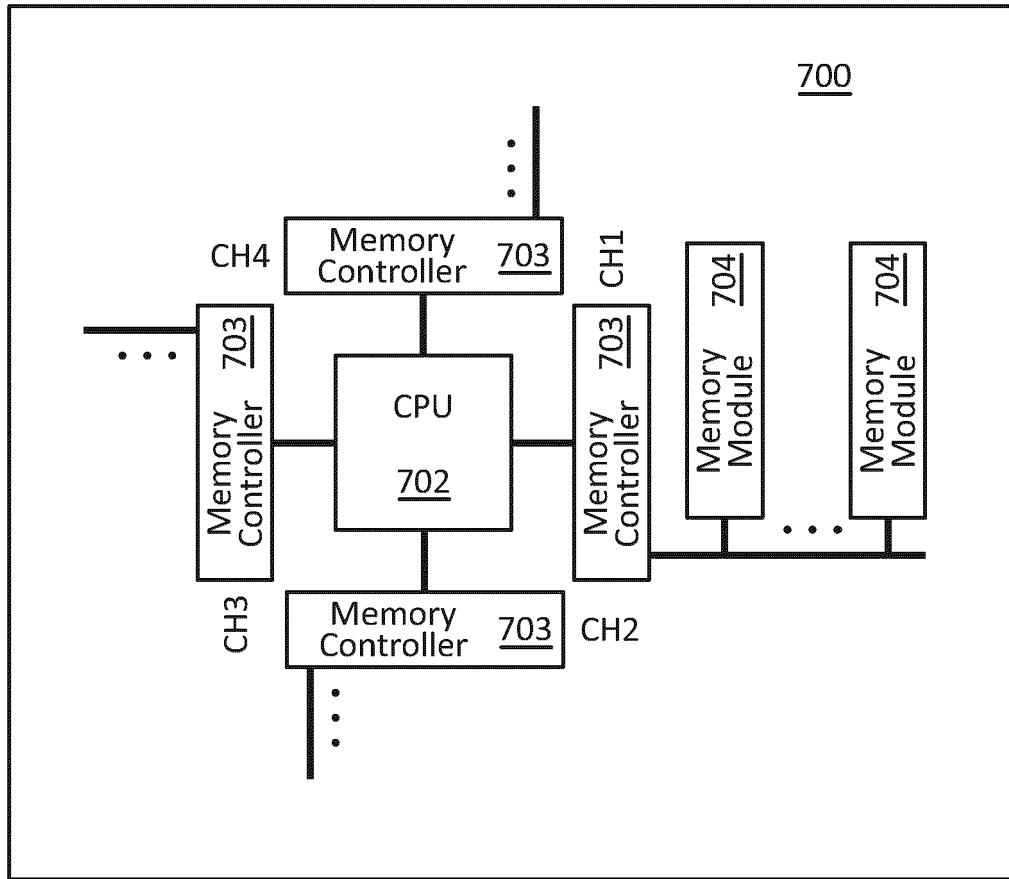 700
CH4
Memory
Controller
703
CH1
Memory
Controller
703
Memory
Controller
703
CPU
702
Memory
Module
704
Memory
Module
704
CH3
Memory
Controller
703
CH2